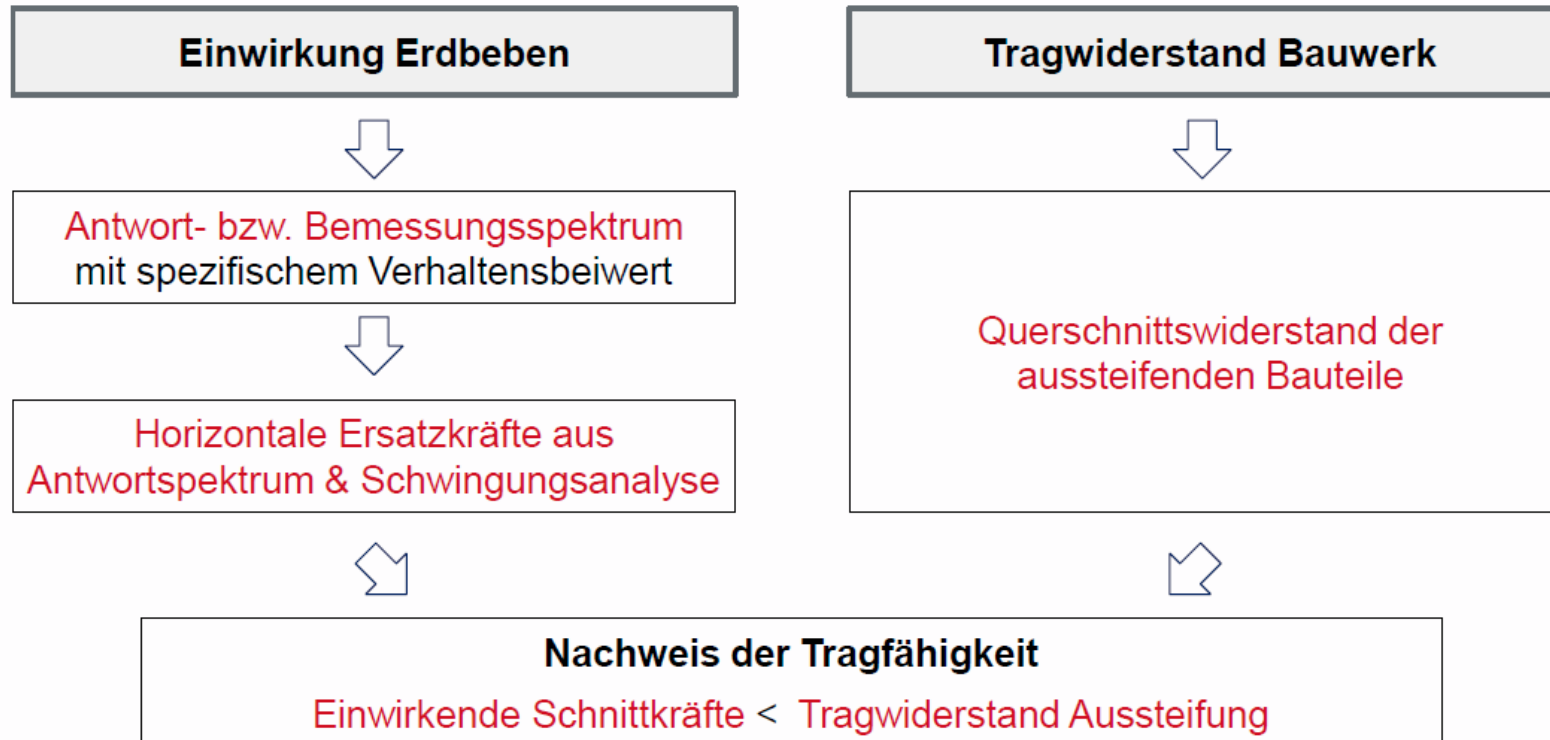 Einwirkung Erdbeben
Tragwiderstand Bauwerk
Antwort- bzw. Bemessungsspektrum
mit spezifischem Verhaltensbeiwert
Querschnittswiderstand der
aussteifenden Bauteile
Horizontale Ersatzkräfte aus
Antwortspektrum & Schwingungsanalyse
Nachweis der Tragfähigkeit
Einwirkende Schnittkräfte < Tragwiderstand Aussteifung